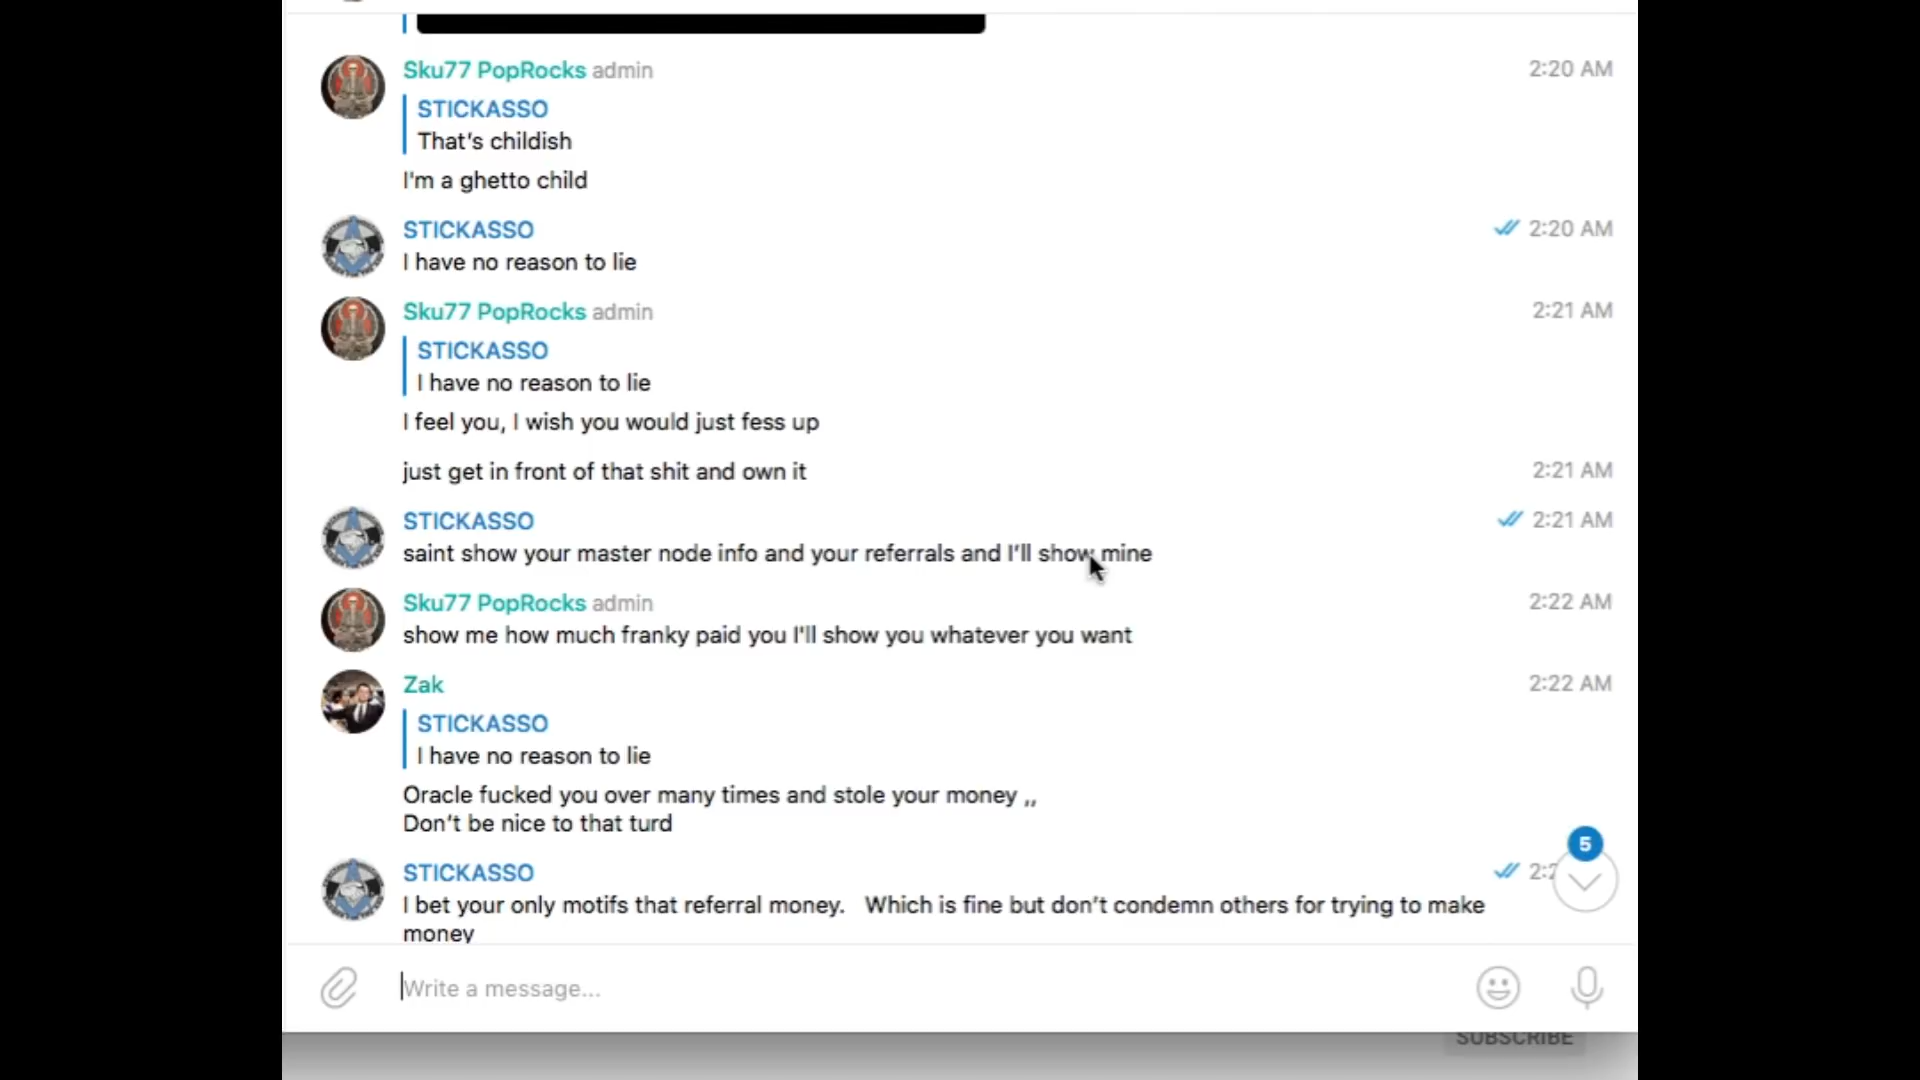 Sku77 PopRocks admin 2:20 AM
STICKASSO
That's childish
I'm a ghetto child
STICKASSO 2:20 AM
I have no reason to lie
Sku77 PopRocks admin 2:21 AM
STICKASSO
I have no reason to lie
I feel you, I wish you would just fess up
just get in front of that shit and own it 2:21 AM
STICKASSO 2:21 AM
saint show your master node info and your referrals and I'll show mine
Sku77 PopRocks admin 2:22 AM
show me how much franky paid you I'll show you whatever you want
Zak 2:22 AM
STICKASSO
I have no reason to lie
Oracle fucked you over many times and stole your money ,,
Don't be nice to that turd
5
STICKASSO
I bet your only motifs that referral money. Which is fine but don't condemn others for trying to make
money
Write a message...
SUBSCRIBE